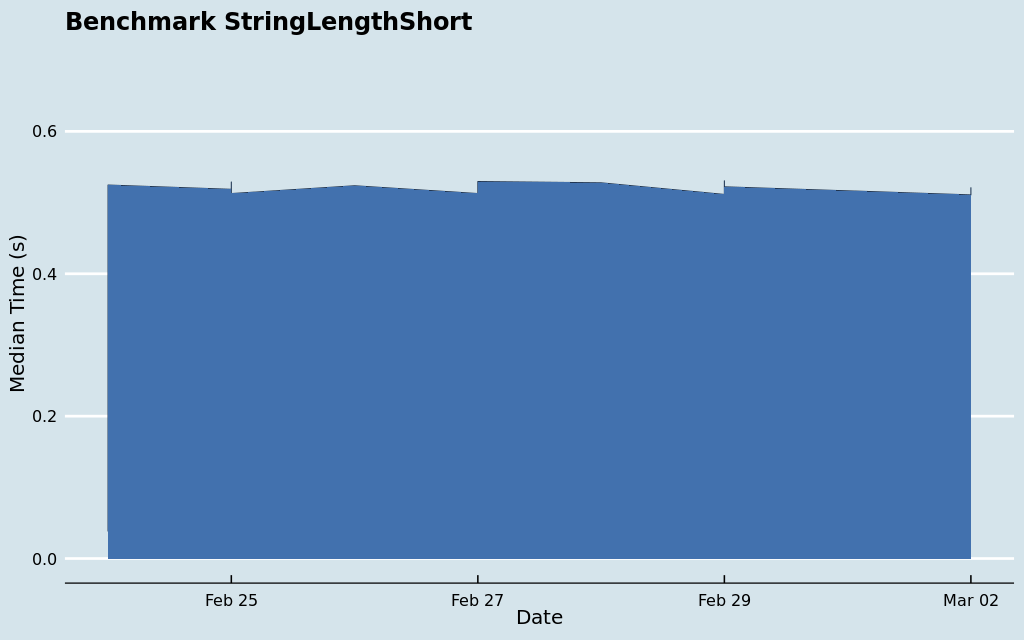 Benchmark StringLengthShort
Median Time (s)
0.6
0.4
0.2
0.0
Feb 25 Feb 27 Feb 29 Mar 02
Date